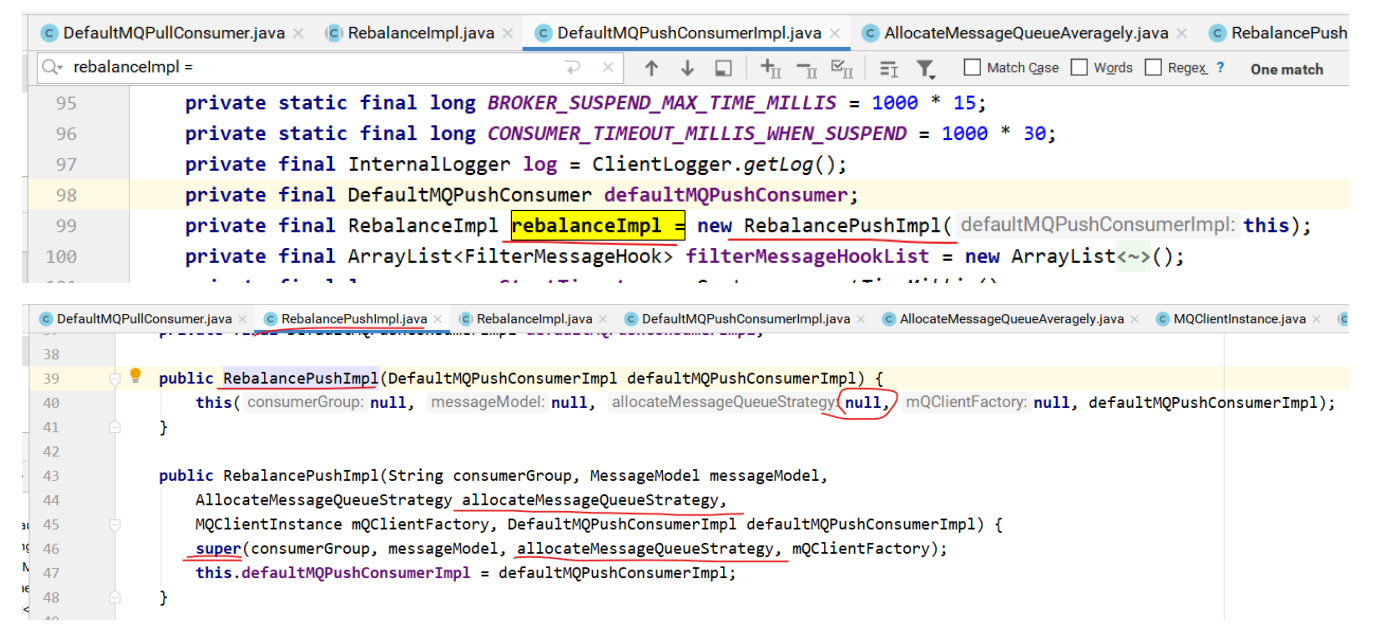 DefaultMQPullConsumer.java × RebalanceImpl.java × DefaultMQPushConsumerImpl.java × AllocateMessageQueueAveragely.java × RebalancePush
rebalanceImpl = Match Case Words Regex ? One match
95 private static final long BROKER_SUSPEND_MAX_TIME_MILLIS = 1000 * 15;
96 private static final long CONSUMER_TIMEOUT_MILLIS_WHEN_SUSPEND = 1000 * 30;
97 private final InternalLogger log = ClientLogger.getLog();
98 private final DefaultMQPushConsumer defaultMQPushConsumer;
99 private final RebalanceImpl rebalanceImpl = new RebalancePushImpl( defaultMQPushConsumerImpl: this);
100 private final ArrayList<FilterMessageHook> filterMessageHookList = new ArrayList<~>();
DefaultMQPullConsumer.java × RebalancePushImpl.java × RebalanceImpl.java × DefaultMQPushConsumerImpl.java × AllocateMessageQueueAveragely.java × MQClientInstance.java ×
38
39 public RebalancePushImpl(DefaultMQPushConsumerImpl defaultMQPushConsumerImpl) {
40 this( consumerGroup: null, messageModel: null, allocateMessageQueueStrategy: null, mQClientFactory: null, defaultMQPushConsumerImpl);
41 }
42
43 public RebalancePushImpl(String consumerGroup, MessageModel messageModel,
44 AllocateMessageQueueStrategy allocateMessageQueueStrategy,
45 MQClientInstance mQClientFactory, DefaultMQPushConsumerImpl defaultMQPushConsumerImpl) {
46 super(consumerGroup, messageModel, allocateMessageQueueStrategy, mQClientFactory);
47 this.defaultMQPushConsumerImpl = defaultMQPushConsumerImpl;
48 }